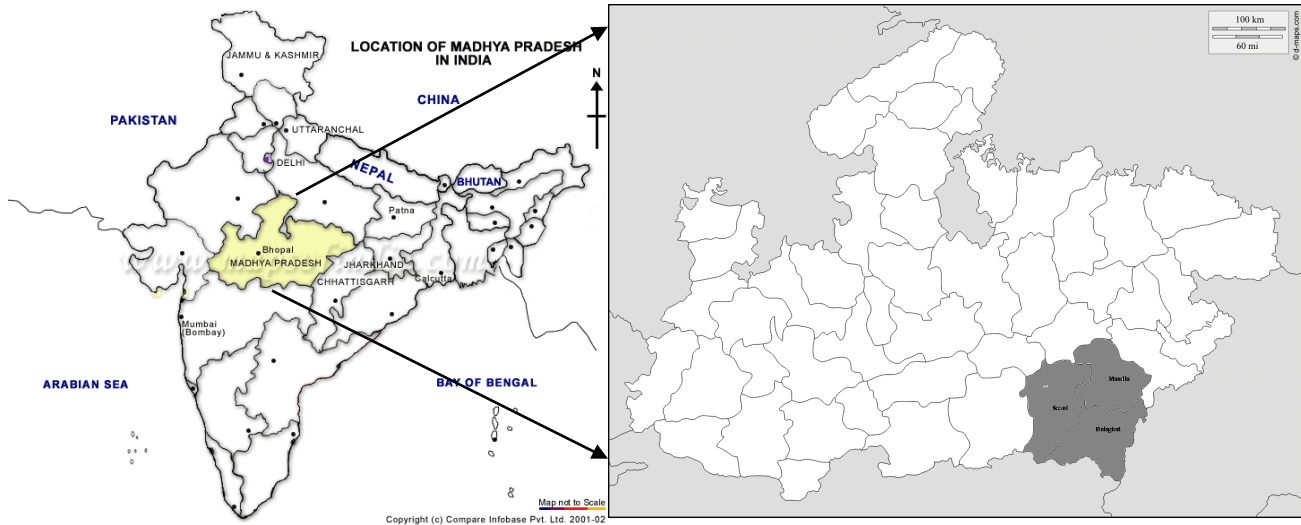 LOCATION OF MADHYA PRADESH
IN INDIA
JAMMU & KASHMIR
N
CHINA
PAKISTAN
UTTARANCHAL
DELHI
NEPAL
BHUTAN
Patna
Bhopal
MADHYA PRADESH
JHARKHAND
CHHATTISGARH
Calcutta
Mumbai
(Bombay)
ARABIAN SEA
BAY OF BENGAL
Map not to Scale
Copyright (c) Compare Infobase Pvt. Ltd. 2001-02
100 km
60 mi
© d-maps.com
Mandla
Seoni
Balaghat